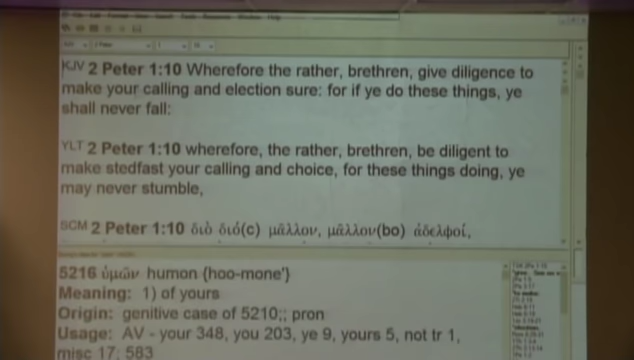 KJV 2 Peter 1:10 Wherefore the rather, brethren, give diligence to
make your calling and election sure: for if ye do these things, ye
shall never fall:
YLT 2 Peter 1:10 wherefore, the rather, brethren, be diligent to
make stedfast your calling and choice, for these things doing, ye
may never stumble,
SCM 2 Peter 1:10 διὸ διό(c) μᾶλλον, μᾶλλον(bo) ἀδελφοί,
5216 ὑμῶν humon {hoo-mone'}
Meaning: 1) of yours
Origin: genitive case of 5210;; pron
Usage: AV - your 348, you 203, ye 9, yours 5, not tr 1,
misc 17; 583